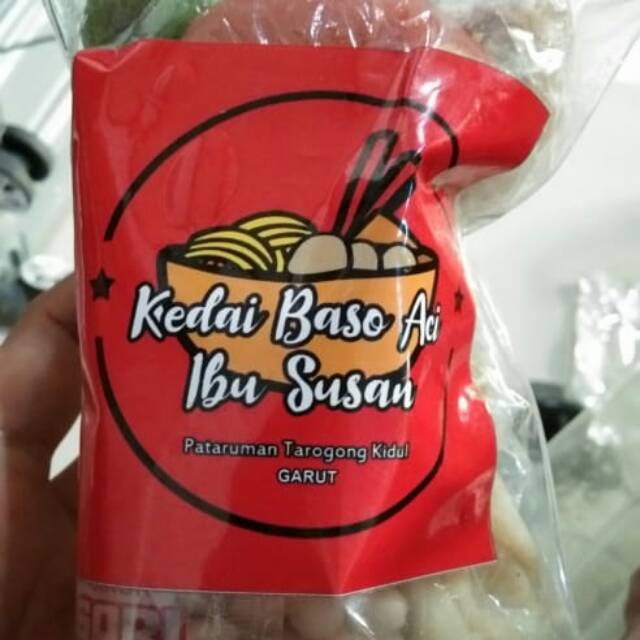 Kedai Baso Aci
Ibu Susan
Pataruman Tarogong Kidul
GARUT